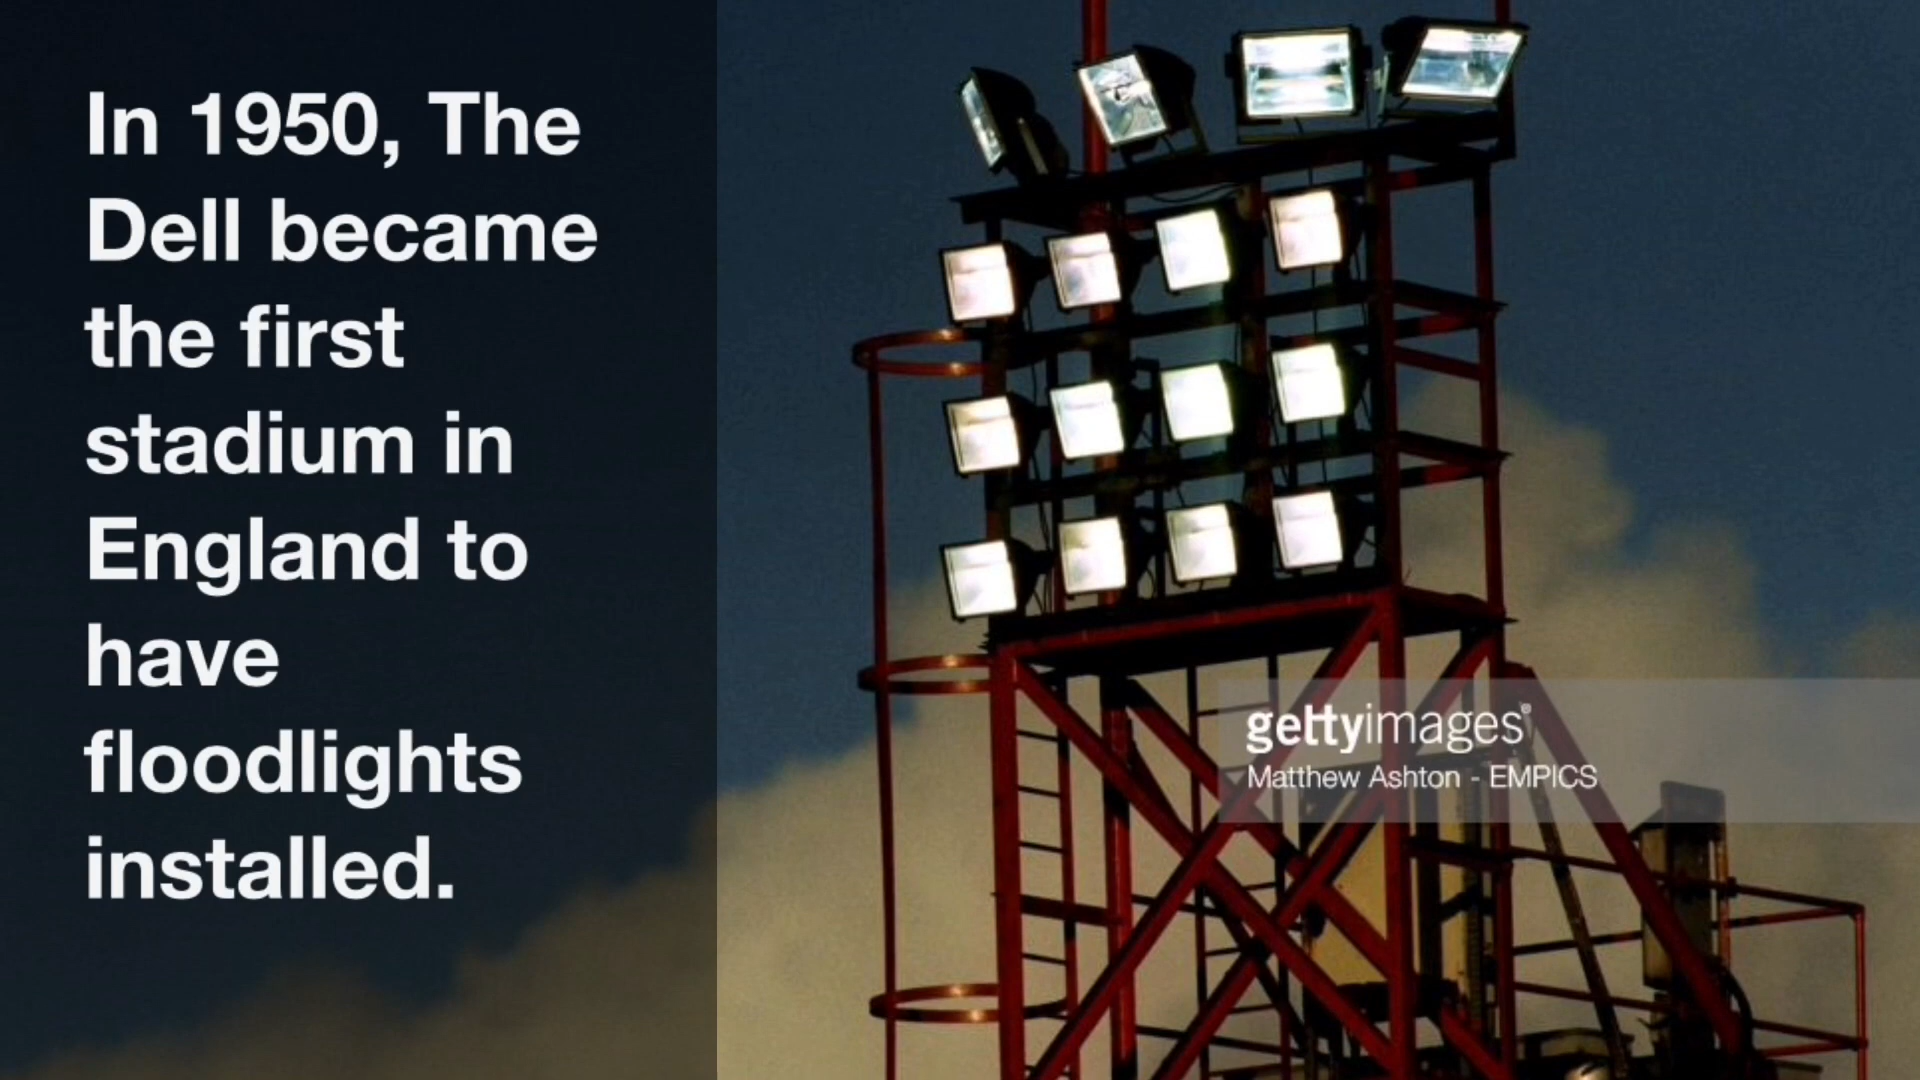 In 1950, The
Dell became
the first
stadium in
England to
have
floodlights
installed.
gettyimages®
Matthew Ashton - EMPICS